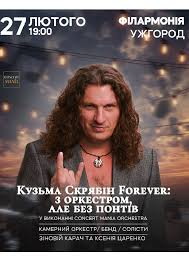 27 ЛЮТОГО
19:00
ФІЛАРМОНІЯ
УЖГОРОД
КУЗЬМА СКРЯБІН FOREVER:
З ОРКЕСТРОМ,
АЛЕ БЕЗ ПОНТІВ
У ВИКОНАННІ CONCERT MANIA ORCHESTRA
КАМЕРНИЙ ОРКЕСТР/ БЕНД / СОЛІСТИ
ЗІНОВІЙ КАРАЧ ТА КСЕНІЯ ЦАРЕНКО